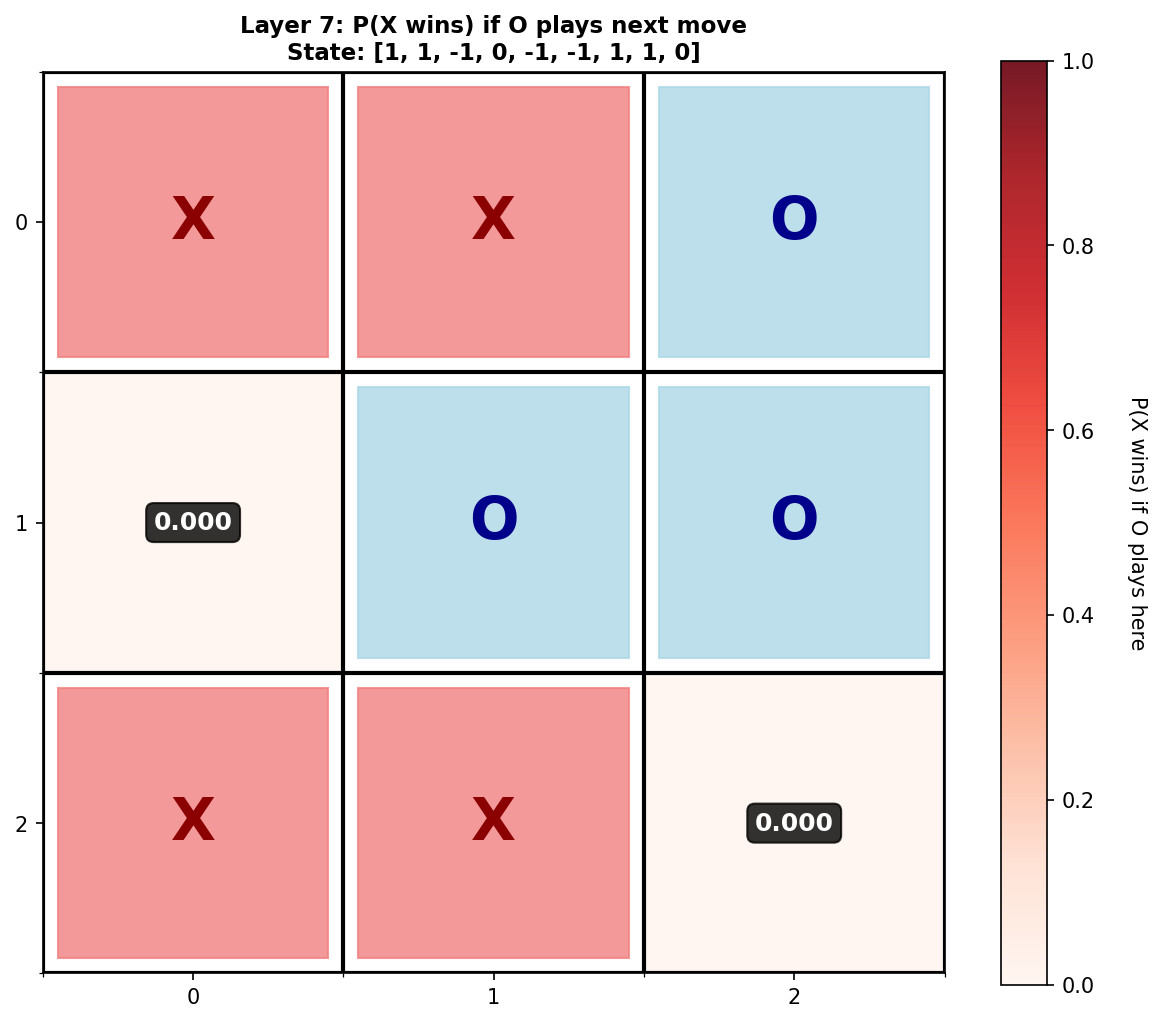 Layer 7: P(X wins) if O plays next move
State: [1, 1, -1, 0, -1, -1, 1, 1, 0]
0
X
X
O
1
0.000
O
O
2
X
X
0.000
0
1
2
1.0
0.8
0.6
0.4
0.2
0.0
P(X wins) if O plays here